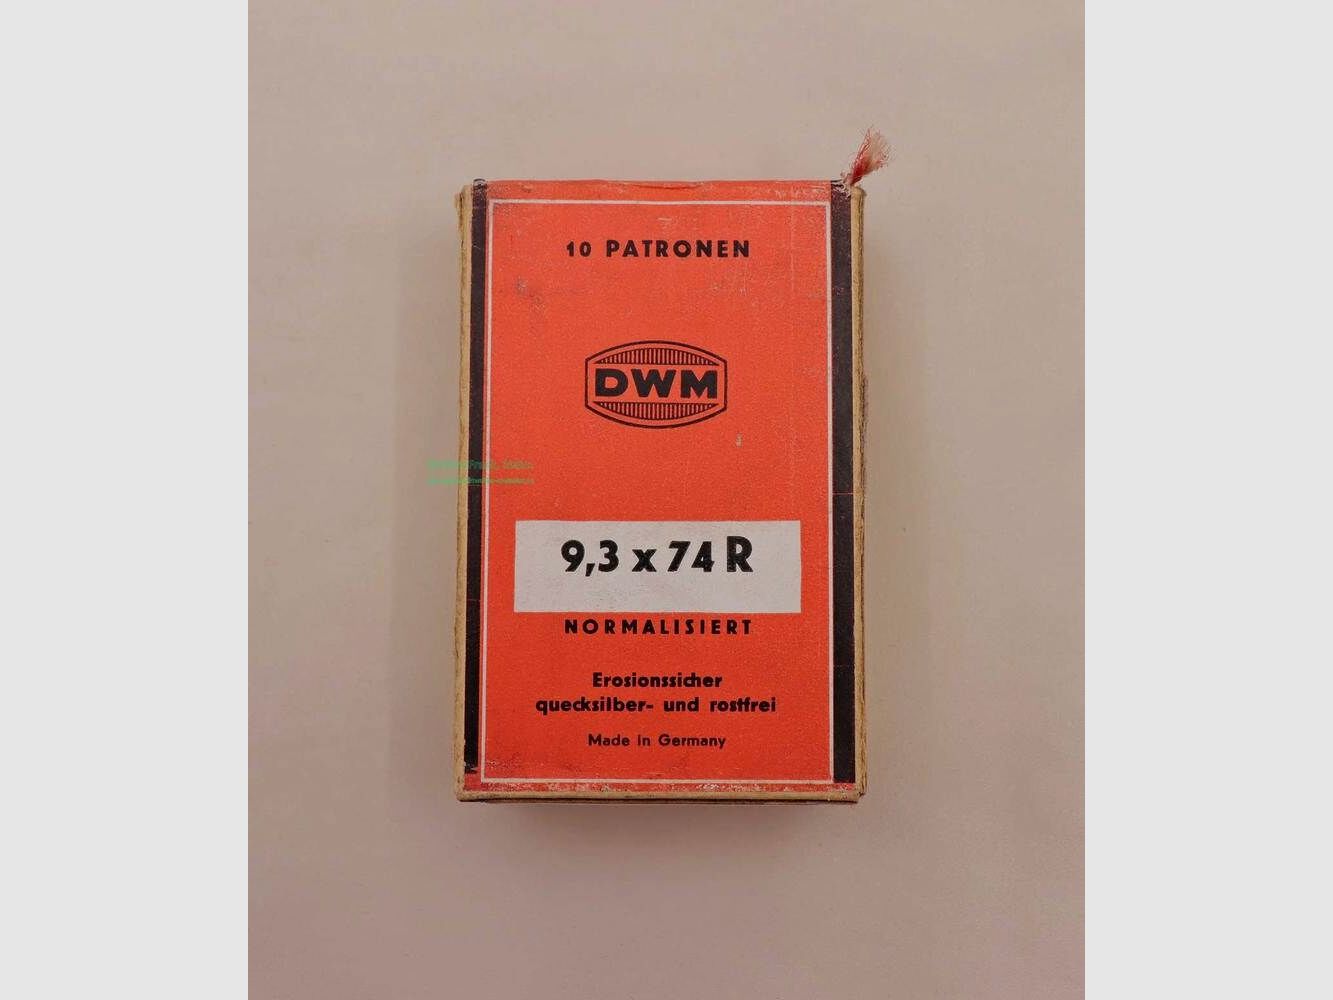 10 PATRONEN
DWM
9,3 x 74 R
NORMALISIERT
Erosionssicher
quecksilber- und rostfrei
Made in Germany